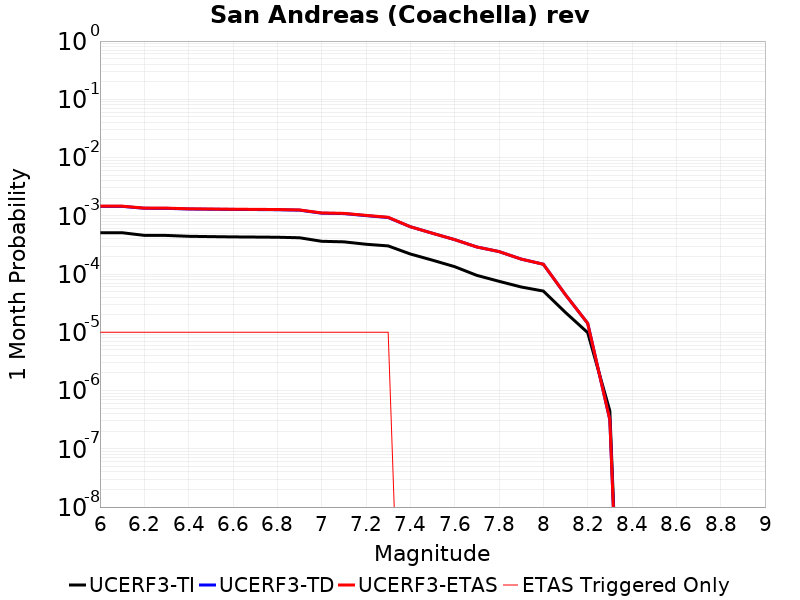 San Andreas (Coachella) rev
10^0
10^-1
10^-2
10^-3
10^-4
10^-5
10^-6
10^-7
10^-8
1 Month Probability
6 6.2 6.4 6.6 6.8 7 7.2 7.4 7.6 7.8 8 8.2 8.4 8.6 8.8 9
Magnitude
UCERF3-TI UCERF3-TD UCERF3-ETAS ETAS Triggered Only